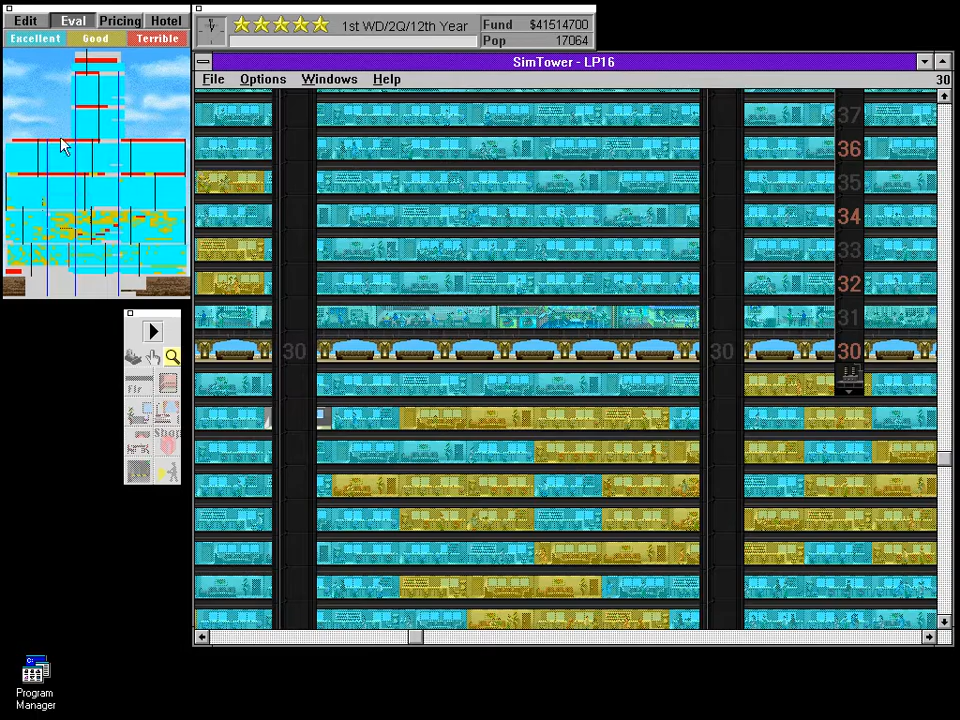 Edit Eval Pricing Hotel
Excellent Good Terrible
1st WD/2Q/12th Year
Fund $41514700
Pop 17064
SimTower - LP16
File Options Windows Help
30
37
36
35
34
33
32
31
30 30 30
Shop
Program
Manager